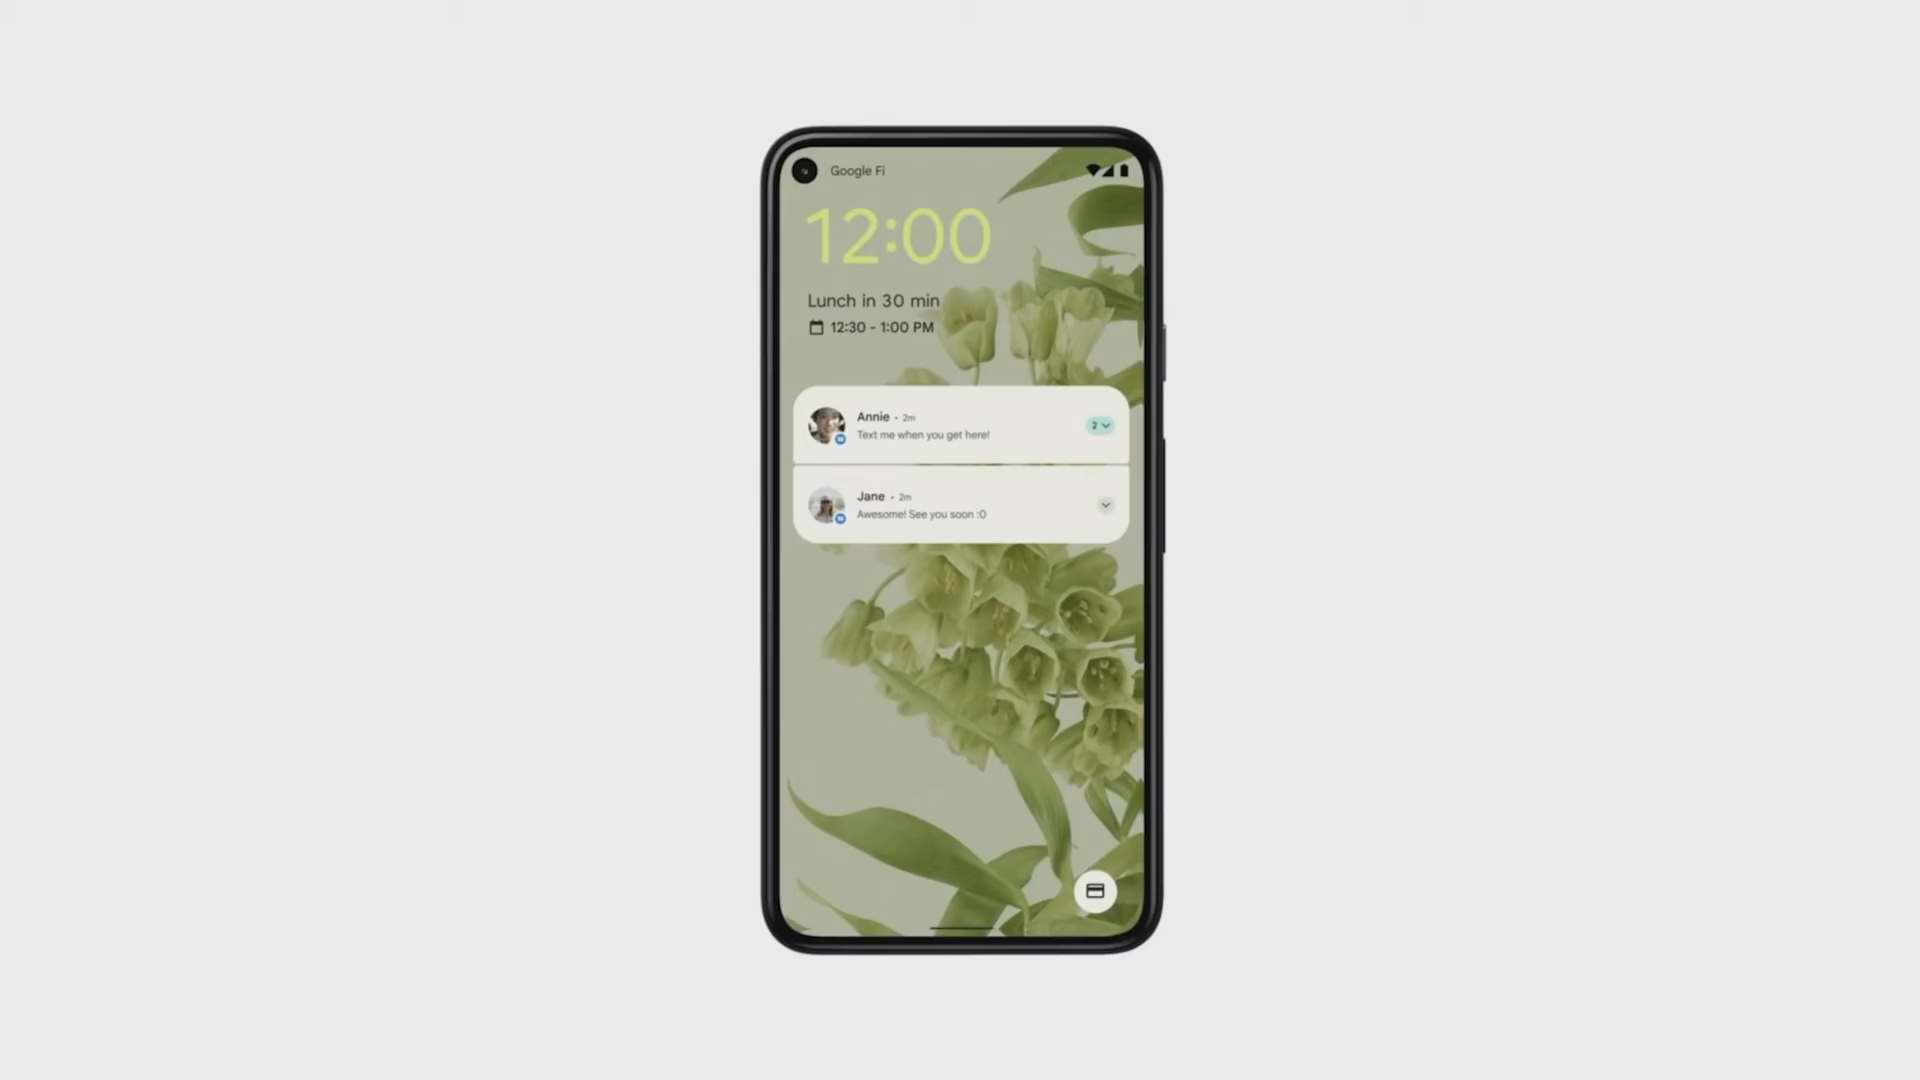 Google Fi
12:00
Lunch in 30 min
12:30 - 1:00 PM
Annie · 2m
Text me when you get here!
2
Jane · 2m
Awesome! See you soon :O